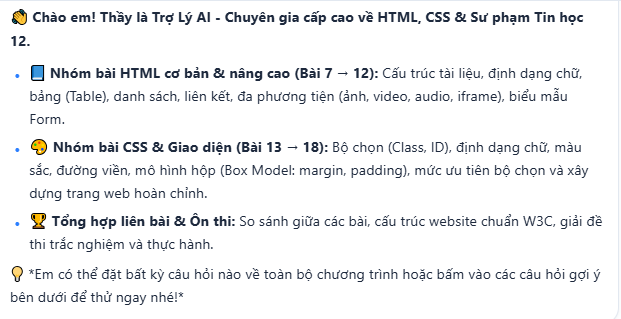 👋 Chào em! Thầy là Trợ Lý AI - Chuyên gia cấp cao về HTML, CSS & Sư phạm Tin học
12.
• 📘 Nhóm bài HTML cơ bản & nâng cao (Bài 7 → 12): Cấu trúc tài liệu, định dạng chữ,
bảng (Table), danh sách, liên kết, đa phương tiện (ảnh, video, audio, iframe), biểu mẫu
Form.
• 🎨 Nhóm bài CSS & Giao diện (Bài 13 → 18): Bộ chọn (Class, ID), định dạng chữ, màu
sắc, đường viền, mô hình hộp (Box Model: margin, padding), mức ưu tiên bộ chọn và xây
dựng trang web hoàn chỉnh.
• 🏆 Tổng hợp liên bài & Ôn thi: So sánh giữa các bài, cấu trúc website chuẩn W3C, giải đề
thi trắc nghiệm và thực hành.
💡 *Em có thể đặt bất kỳ câu hỏi nào về toàn bộ chương trình hoặc bấm vào các câu hỏi gợi ý
bên dưới để thử ngay nhé!*